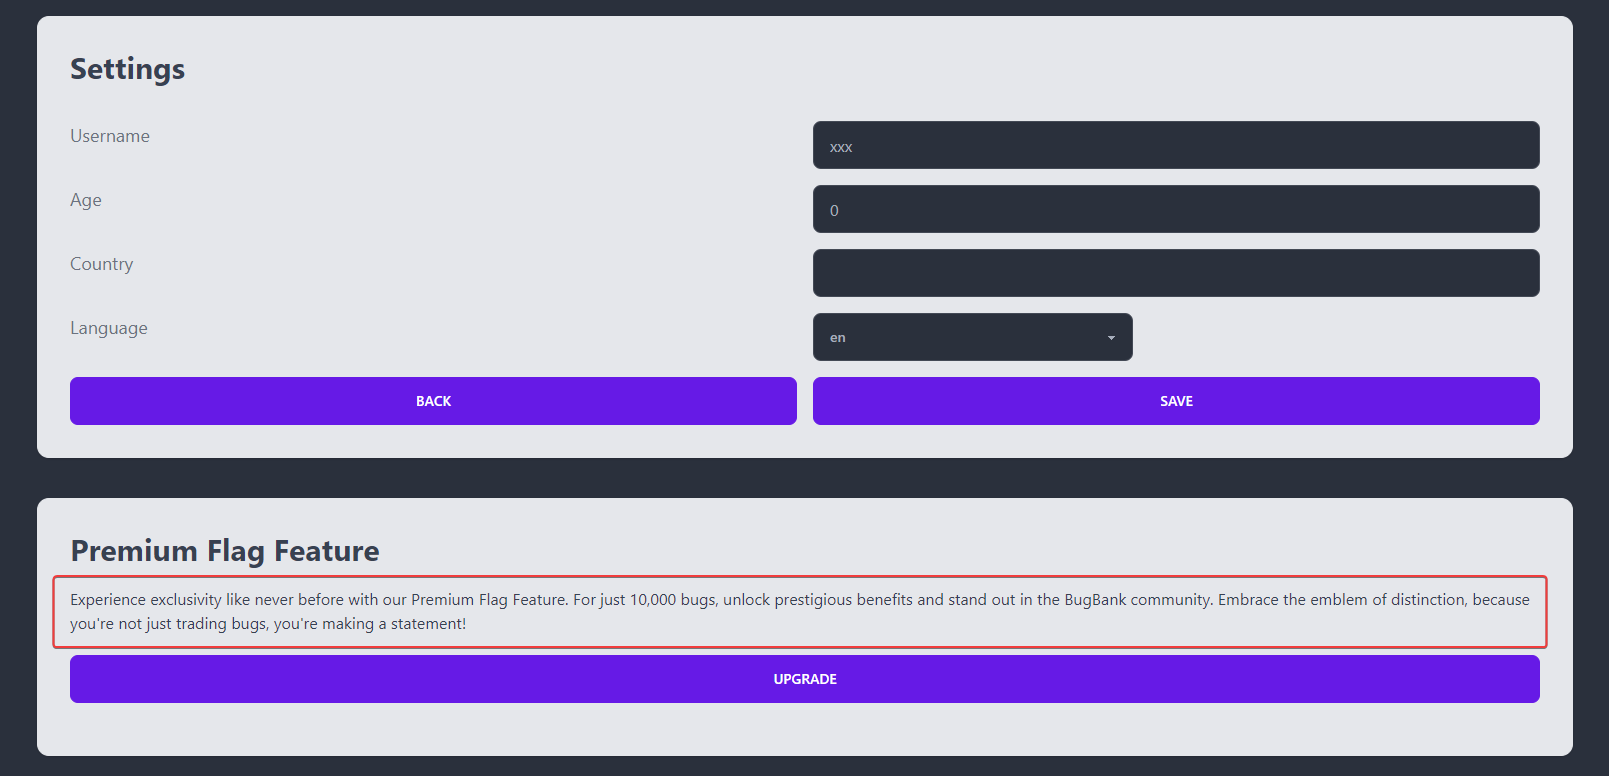 Settings
Username
xxx
Age
0
Country
Language
en
BACK
SAVE
Premium Flag Feature
Experience exclusivity like never before with our Premium Flag Feature. For just 10,000 bugs, unlock prestigious benefits and stand out in the BugBank community. Embrace the emblem of distinction, because
you're not just trading bugs, you're making a statement!
UPGRADE